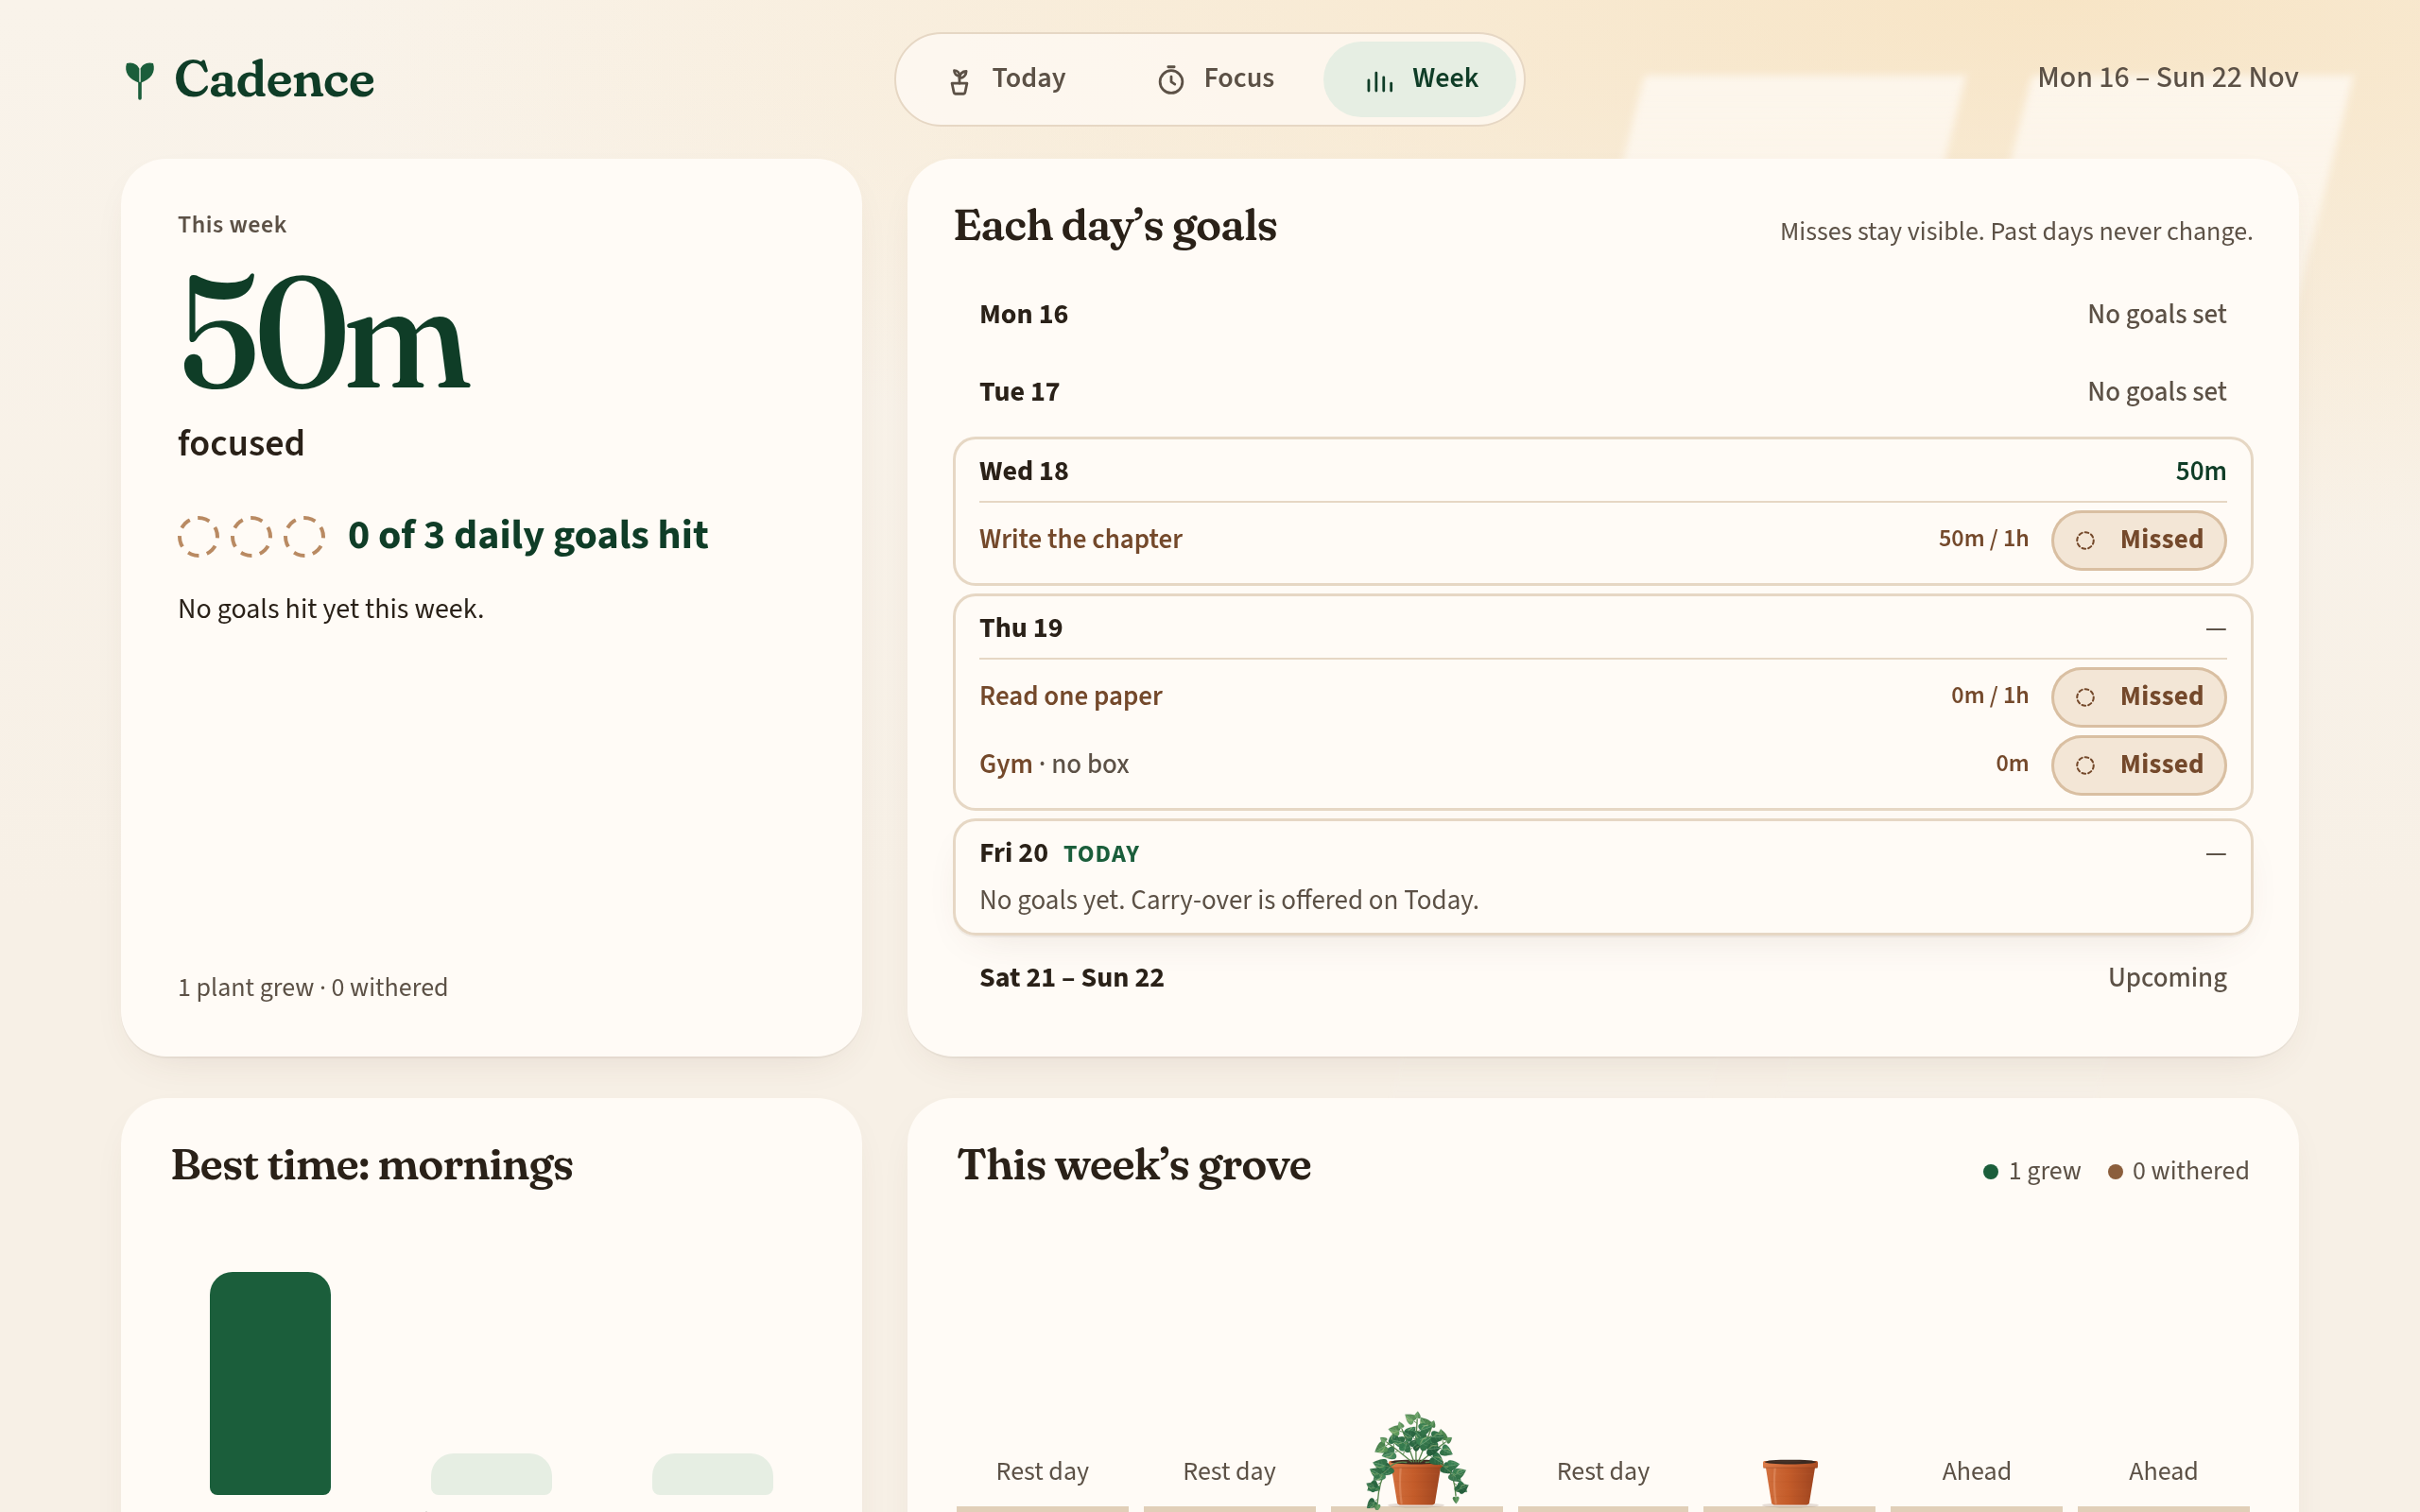 Cadence
Today
Focus
Week
Mon 16 – Sun 22 Nov
This week
50m
focused
0 of 3 daily goals hit
No goals hit yet this week.
1 plant grew · 0 withered
Each day’s goals
Misses stay visible. Past days never change.
Mon 16
No goals set
Tue 17
No goals set
Wed 18
50m
Write the chapter
50m / 1h
Missed
Thu 19
—
Read one paper
0m / 1h
Missed
Gym · no box
0m
Missed
Fri 20 TODAY
—
No goals yet. Carry-over is offered on Today.
Sat 21 – Sun 22
Upcoming
Best time: mornings
This week’s grove
1 grew
0 withered
Rest day
Rest day
Rest day
Ahead
Ahead